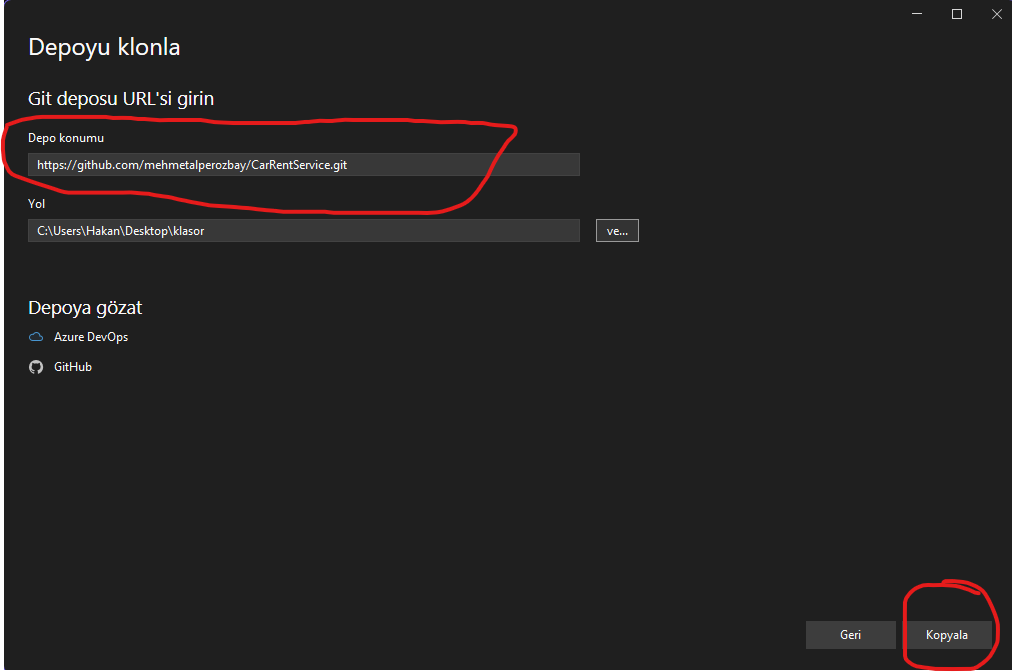 Depoyu klonla
Git deposu URL'si girin
Depo konumu
https://github.com/mehmetalperozbay/CarRentService.git
Yol
C:\Users\Hakan\Desktop\klasor
ve...
Depoya gözat
Azure DevOps
GitHub
Geri
Kopyala